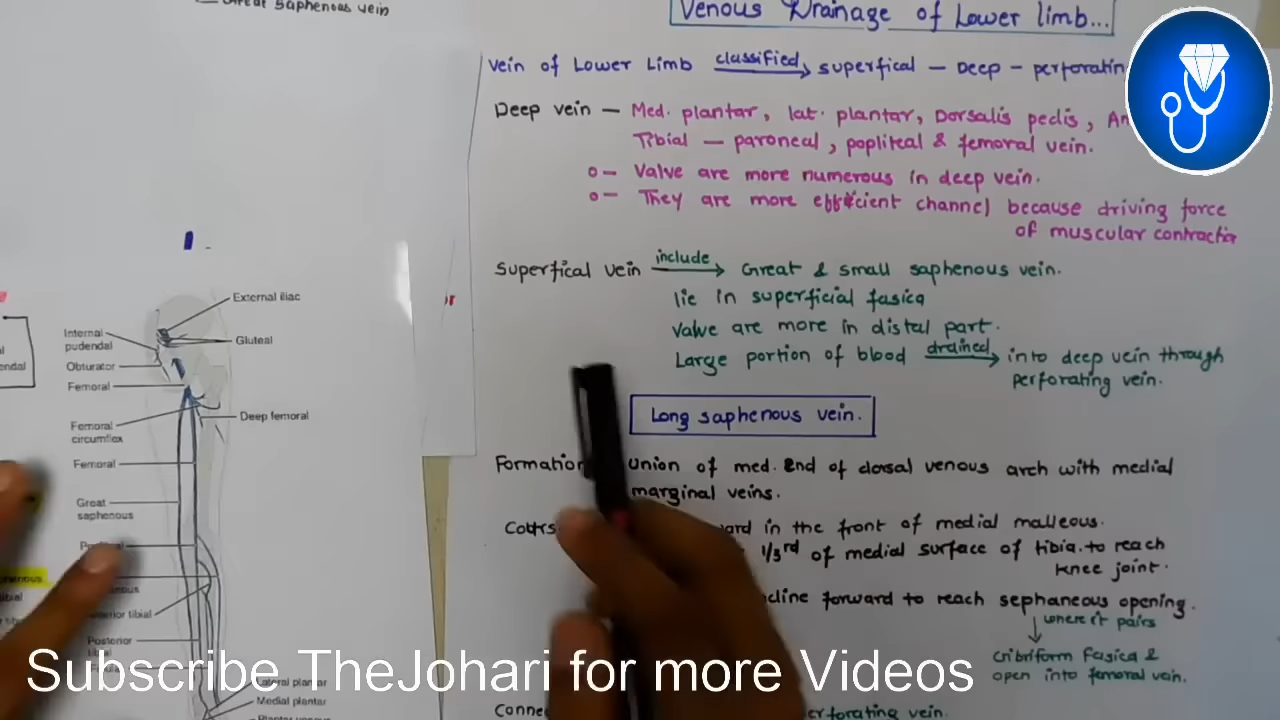 Great saphenous vein
External iliac
Internal
pudendal
Gluteal
Obturator
Femoral
Deep femoral
Femoral
circumflex
Femoral
Great
saphenous
Posterior
Lateral plantar
Medial plantar
Venous Drainage of Lower limb...
Vein of Lower Limb classified superfical - Deep -
Deep vein - Med. plantar, lat. plantar, Dorsalis pedis,
Tibial - paroneal, popliteal & femoral vein.
o- Valve are more numerous in deep vein.
o- They are more efficient channel because driving force
of muscular contraction
Superfical vein include Great & small saphenous vein.
lie in superficial fasica
valve are more in distal part.
Large portion of blood drained into deep vein through
perforating vein.
Long saphenous vein.
Formation union of med. end of dorsal venous arch with medial
marginal veins.
in the front of medial malleous.
1/3rd of medial surface of tibia. to reach
knee joint.
forward to reach sephaneous opening.
where it pairs
cribriform fasica &
open into femoral vein.
perforating vein.
Subscribe TheJohari for more Videos